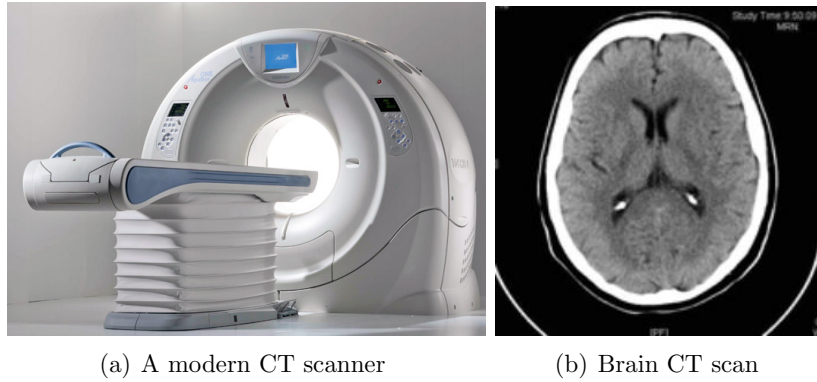 Study Time:9:50:09
MRN
[PF]
(a) A modern CT scanner
(b) Brain CT scan